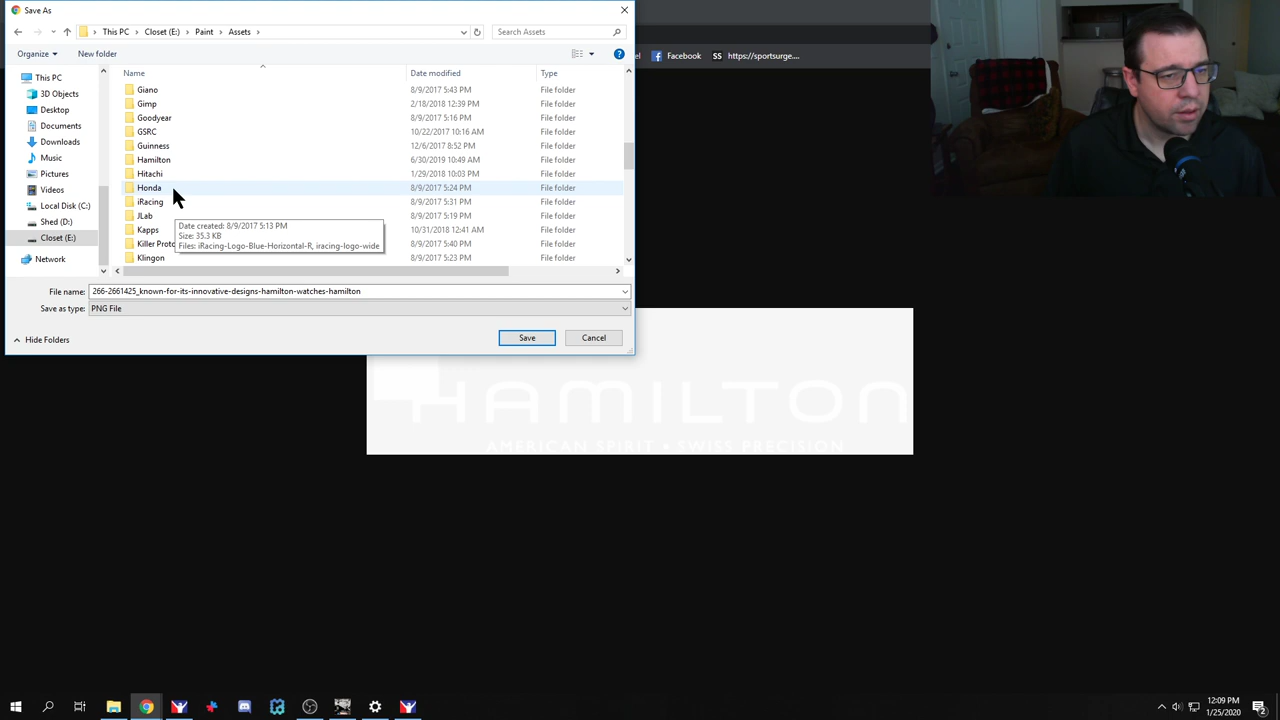 Save As
This PC > Closet (E:) > Paint > Assets >
Search Assets
Organize
New folder
Facebook
SS https://sportsurge....
Name
Date modified
Type
This PC
3D Objects
Desktop
Documents
Downloads
Music
Pictures
Videos
Local Disk (C:)
Shed (D:)
Closet (E:)
Network
Giano 8/9/2017 5:43 PM File folder
Gimp 2/18/2018 12:39 PM File folder
Goodyear 8/9/2017 5:16 PM File folder
GSRC 10/22/2017 10:16 AM File folder
Guinness 12/6/2017 8:52 PM File folder
Hamilton 6/30/2019 10:49 AM File folder
Hitachi 1/29/2018 10:03 PM File folder
Honda 8/9/2017 5:24 PM File folder
iRacing 8/9/2017 5:31 PM File folder
JLab 8/9/2017 5:19 PM File folder
Kapps 10/31/2018 12:41 AM File folder
Killer Proto 8/9/2017 5:40 PM File folder
Klingon 8/9/2017 5:23 PM File folder
Date created: 8/9/2017 5:13 PM
Size: 35.3 KB
Files: iRacing-Logo-Blue-Horizontal-R, iracing-logo-wide
File name: 266-2661425_known-for-its-innovative-designs-hamilton-watches-hamilton
Save as type: PNG File
Hide Folders
Save
Cancel
HAMILTON
AMERICAN SPIRIT • SWISS PRECISION
12:09 PM
1/25/2020
2